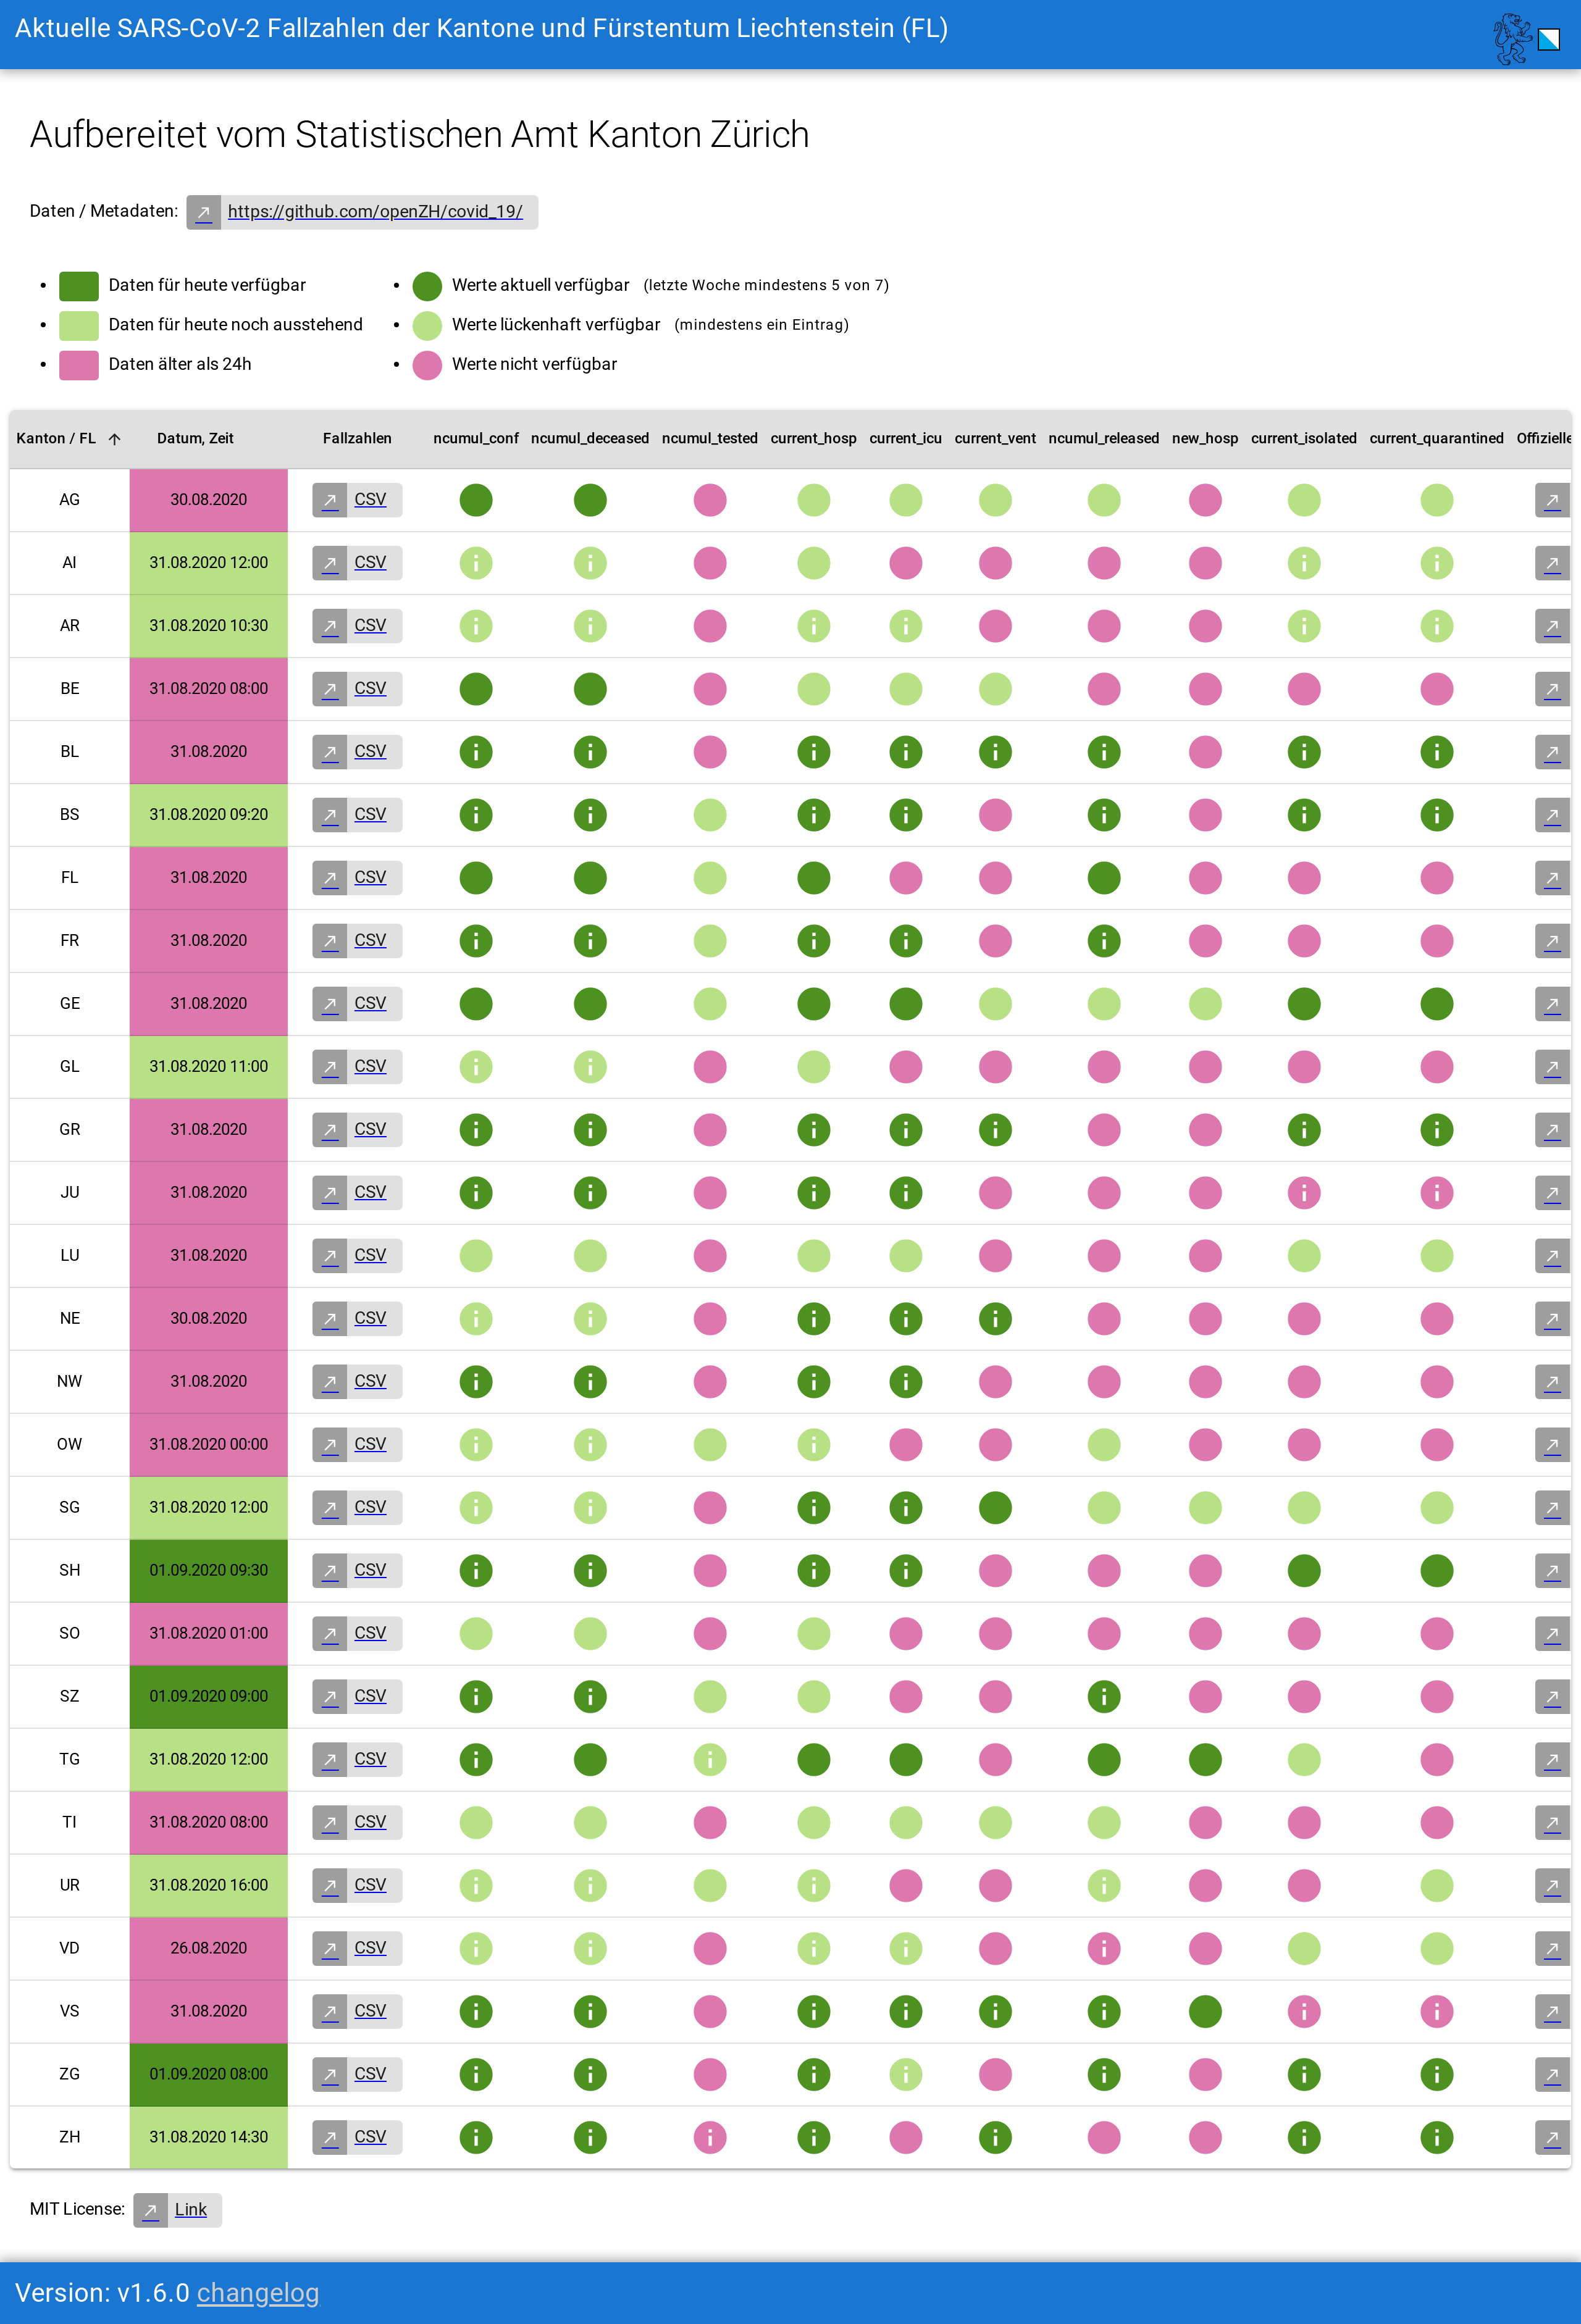 Aktuelle SARS-CoV-2 Fallzahlen der Kantone und Fürstentum Liechtenstein (FL)
Aufbereitet vom Statistischen Amt Kanton Zürich
Daten / Metadaten: https://github.com/openZH/covid_19/
Daten für heute verfügbar
Daten für heute noch ausstehend
Daten älter als 24h
Werte aktuell verfügbar (letzte Woche mindestens 5 von 7)
Werte lückenhaft verfügbar (mindestens ein Eintrag)
Werte nicht verfügbar
Kanton / FL Datum, Zeit Fallzahlen ncumul_conf ncumul_deceased ncumul_tested current_hosp current_icu current_vent ncumul_released new_hosp current_isolated current_quarantined Offizielle
AG 30.08.2020 CSV
AI 31.08.2020 12:00 CSV
AR 31.08.2020 10:30 CSV
BE 31.08.2020 08:00 CSV
BL 31.08.2020 CSV
BS 31.08.2020 09:20 CSV
FL 31.08.2020 CSV
FR 31.08.2020 CSV
GE 31.08.2020 CSV
GL 31.08.2020 11:00 CSV
GR 31.08.2020 CSV
JU 31.08.2020 CSV
LU 31.08.2020 CSV
NE 30.08.2020 CSV
NW 31.08.2020 CSV
OW 31.08.2020 00:00 CSV
SG 31.08.2020 12:00 CSV
SH 01.09.2020 09:30 CSV
SO 31.08.2020 01:00 CSV
SZ 01.09.2020 09:00 CSV
TG 31.08.2020 12:00 CSV
TI 31.08.2020 08:00 CSV
UR 31.08.2020 16:00 CSV
VD 26.08.2020 CSV
VS 31.08.2020 CSV
ZG 01.09.2020 08:00 CSV
ZH 31.08.2020 14:30 CSV
MIT License: Link
Version: v1.6.0 changelog